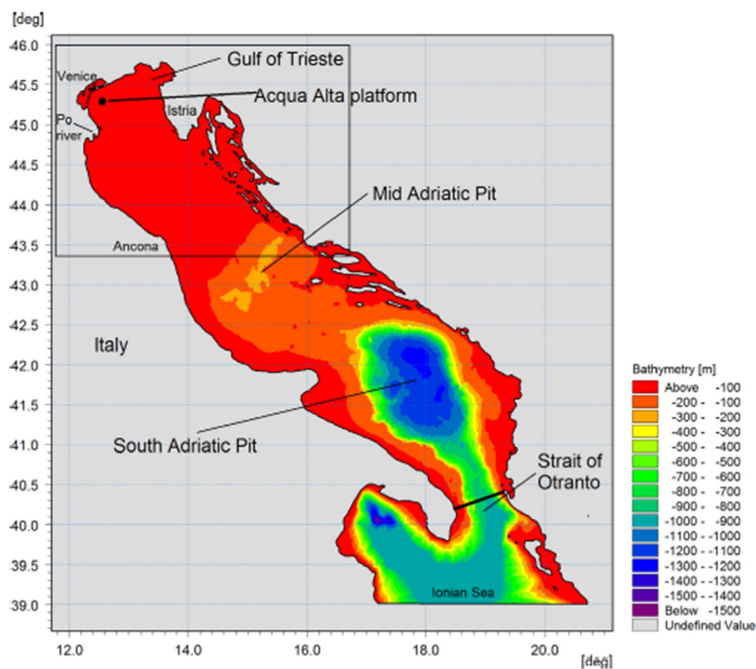 [deg]
46.0
45.5
45.0
44.5
44.0
43.5
43.0
42.5
42.0
41.5
41.0
40.5
40.0
39.5
39.0
Gulf of Trieste
Venice
Acqua Alta platform
Istria
Po
river
Mid Adriatic Pit
Ancona
Italy
South Adriatic Pit
Strait of
Otranto
Ionian Sea
12.0
14.0
16.0
18.0
20.0
[deg]
Bathymetry [m]
Above -100
-200 - -100
-300 - -200
-400 - -300
-500 - -400
-600 - -500
-700 - -600
-800 - -700
-900 - -800
-1000 - -900
-1100 - -1000
-1200 - -1100
-1300 - -1200
-1400 - -1300
-1500 - -1400
Below -1500
Undefined Value